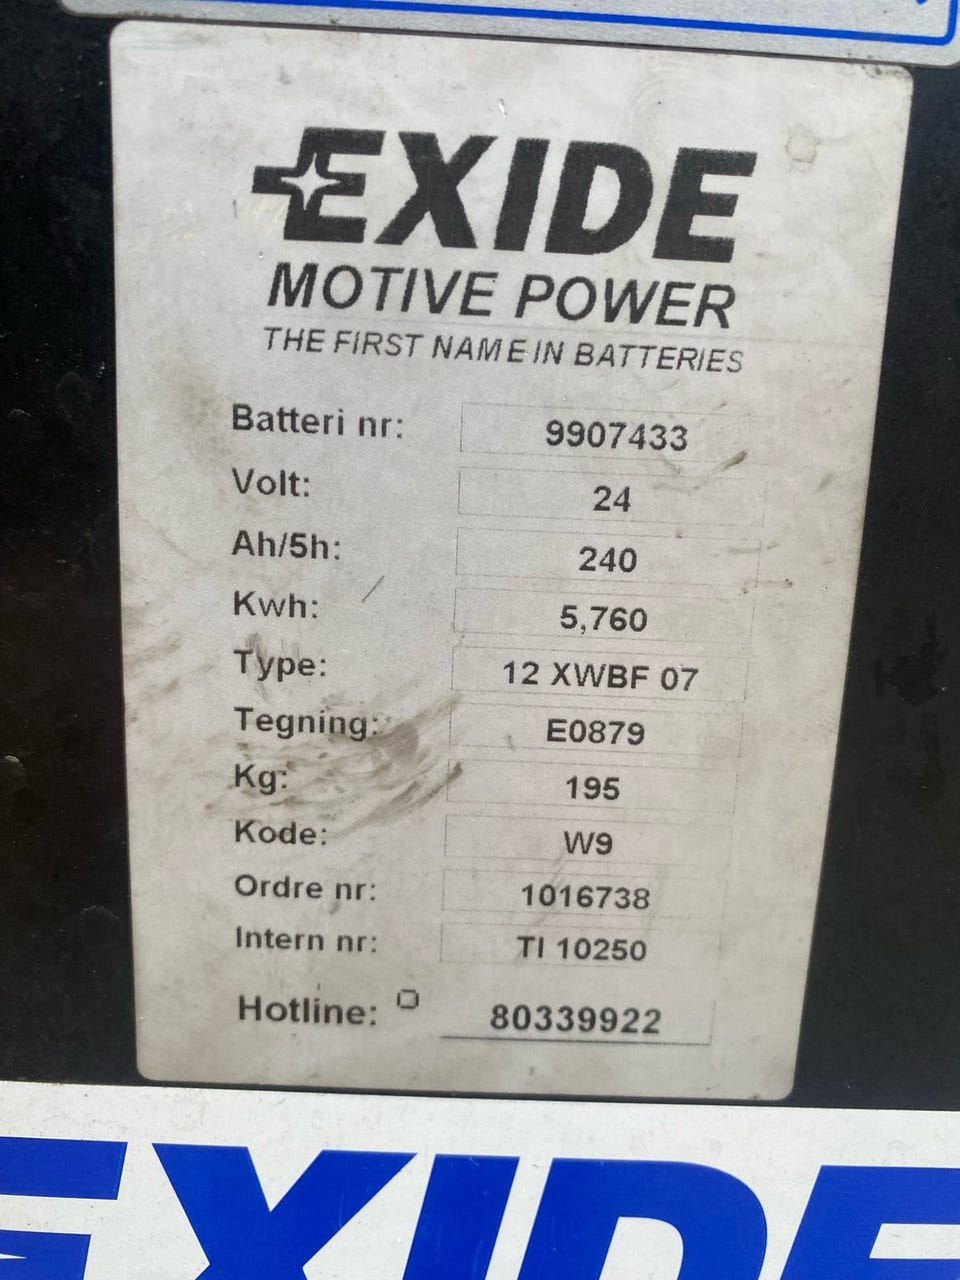 EXIDE
MOTIVE POWER
THE FIRST NAME IN BATTERIES
Batteri nr: 9907433
Volt: 24
Ah/5h: 240
Kwh: 5,760
Type: 12 XWBF 07
Tegning: E0879
Kg: 195
Kode: W9
Ordre nr: 1016738
Intern nr: TI 10250
Hotline: 80339922
EXIDE